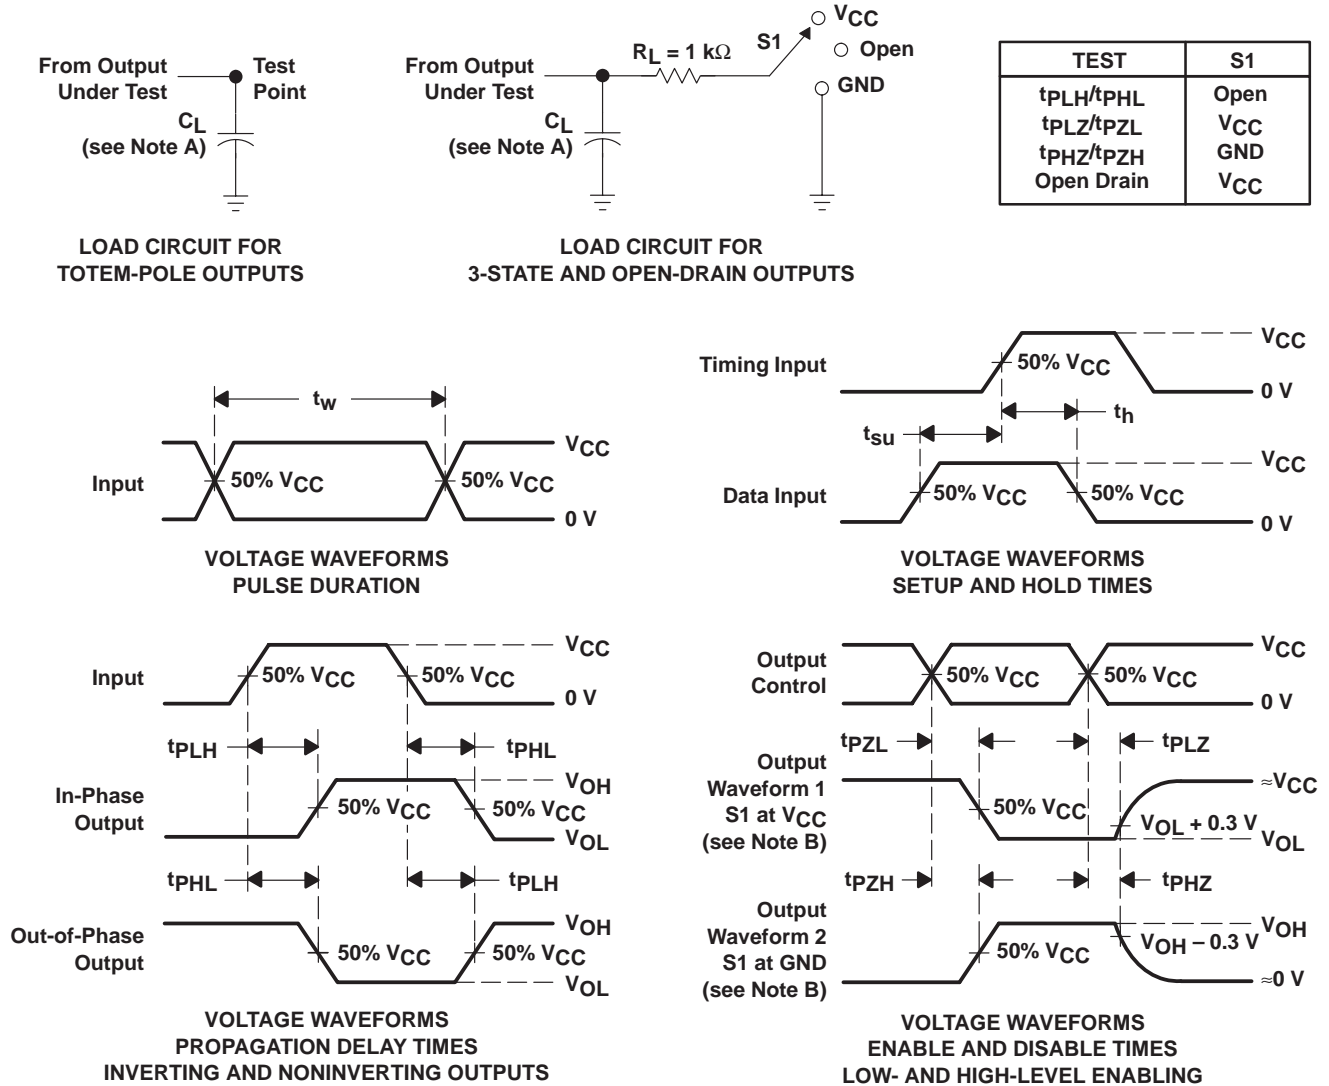 From Output
Under Test
Test
Point
CL
(see Note A)
LOAD CIRCUIT FOR
TOTEM-POLE OUTPUTS
From Output
Under Test
RL = 1 kΩ
S1
VCC
Open
GND
CL
(see Note A)
LOAD CIRCUIT FOR
3-STATE AND OPEN-DRAIN OUTPUTS
TEST S1
tPLH/tPHL Open
tPLZ/tPZL VCC
tPHZ/tPZH GND
Open Drain VCC
tw
Input
50% VCC
50% VCC
VCC
0 V
VOLTAGE WAVEFORMS
PULSE DURATION
Timing Input
50% VCC
VCC
0 V
tsu
th
Data Input
50% VCC
50% VCC
VCC
0 V
VOLTAGE WAVEFORMS
SETUP AND HOLD TIMES
Input
50% VCC
50% VCC
VCC
0 V
tPLH
tPHL
In-Phase
Output
50% VCC
50% VCC
VOH
VOL
tPHL
tPLH
Out-of-Phase
Output
50% VCC
50% VCC
VOH
VOL
VOLTAGE WAVEFORMS
PROPAGATION DELAY TIMES
INVERTING AND NONINVERTING OUTPUTS
Output
Control
50% VCC
50% VCC
VCC
0 V
tPZL
tPLZ
Output
Waveform 1
S1 at VCC
(see Note B)
50% VCC
VOL + 0.3 V
≈VCC
VOL
tPZH
tPHZ
Output
Waveform 2
S1 at GND
(see Note B)
50% VCC
VOH − 0.3 V
VOH
≈0 V
VOLTAGE WAVEFORMS
ENABLE AND DISABLE TIMES
LOW- AND HIGH-LEVEL ENABLING